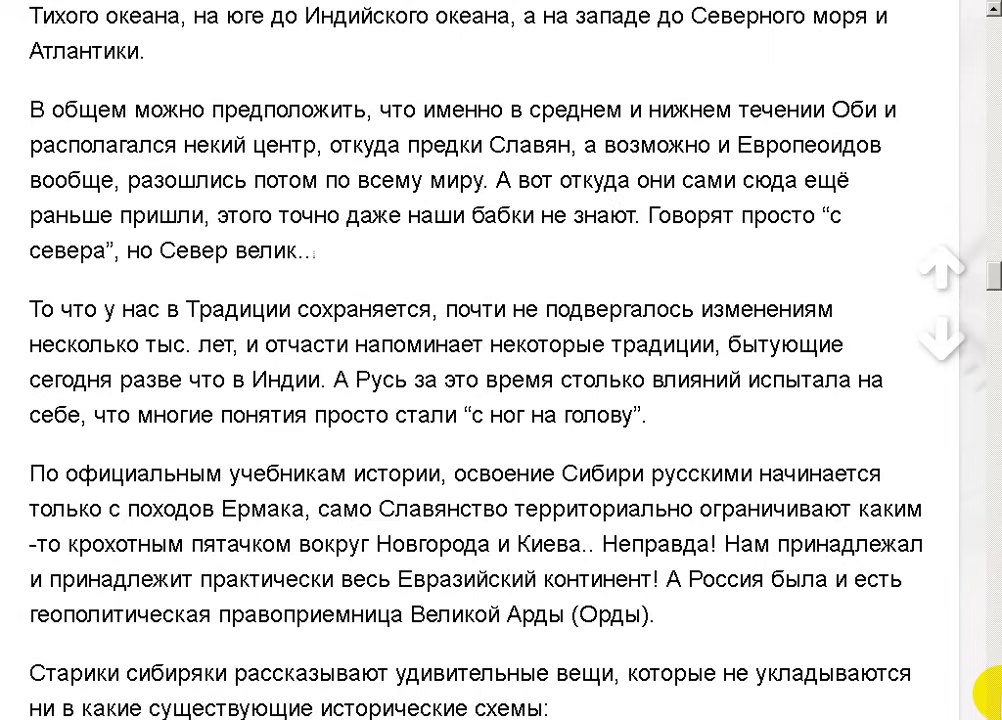 Тихого океана, на юге до Индийского океана, а на западе до Северного моря и
Атлантики.
В общем можно предположить, что именно в среднем и нижнем течении Оби и
располагался некий центр, откуда предки Славян, а возможно и Европеоидов
вообще, разошлись потом по всему миру. А вот откуда они сами сюда ещё
раньше пришли, этого точно даже наши бабки не знают. Говорят просто “с
севера”, но Север велик...
То что у нас в Традиции сохраняется, почти не подвергалось изменениям
несколько тыс. лет, и отчасти напоминает некоторые традиции, бытующие
сегодня разве что в Индии. А Русь за это время столько влияний испытала на
себе, что многие понятия просто стали “с ног на голову”.
По официальным учебникам истории, освоение Сибири русскими начинается
только с походов Ермака, само Славянство территориально ограничивают каким
-то крохотным пятачком вокруг Новгорода и Киева.. Неправда! Нам принадлежал
и принадлежит практически весь Евразийский континент! А Россия была и есть
геополитическая правоприемница Великой Арды (Орды).
Старики сибиряки рассказывают удивительные вещи, которые не укладываются
ни в какие существующие исторические схемы: